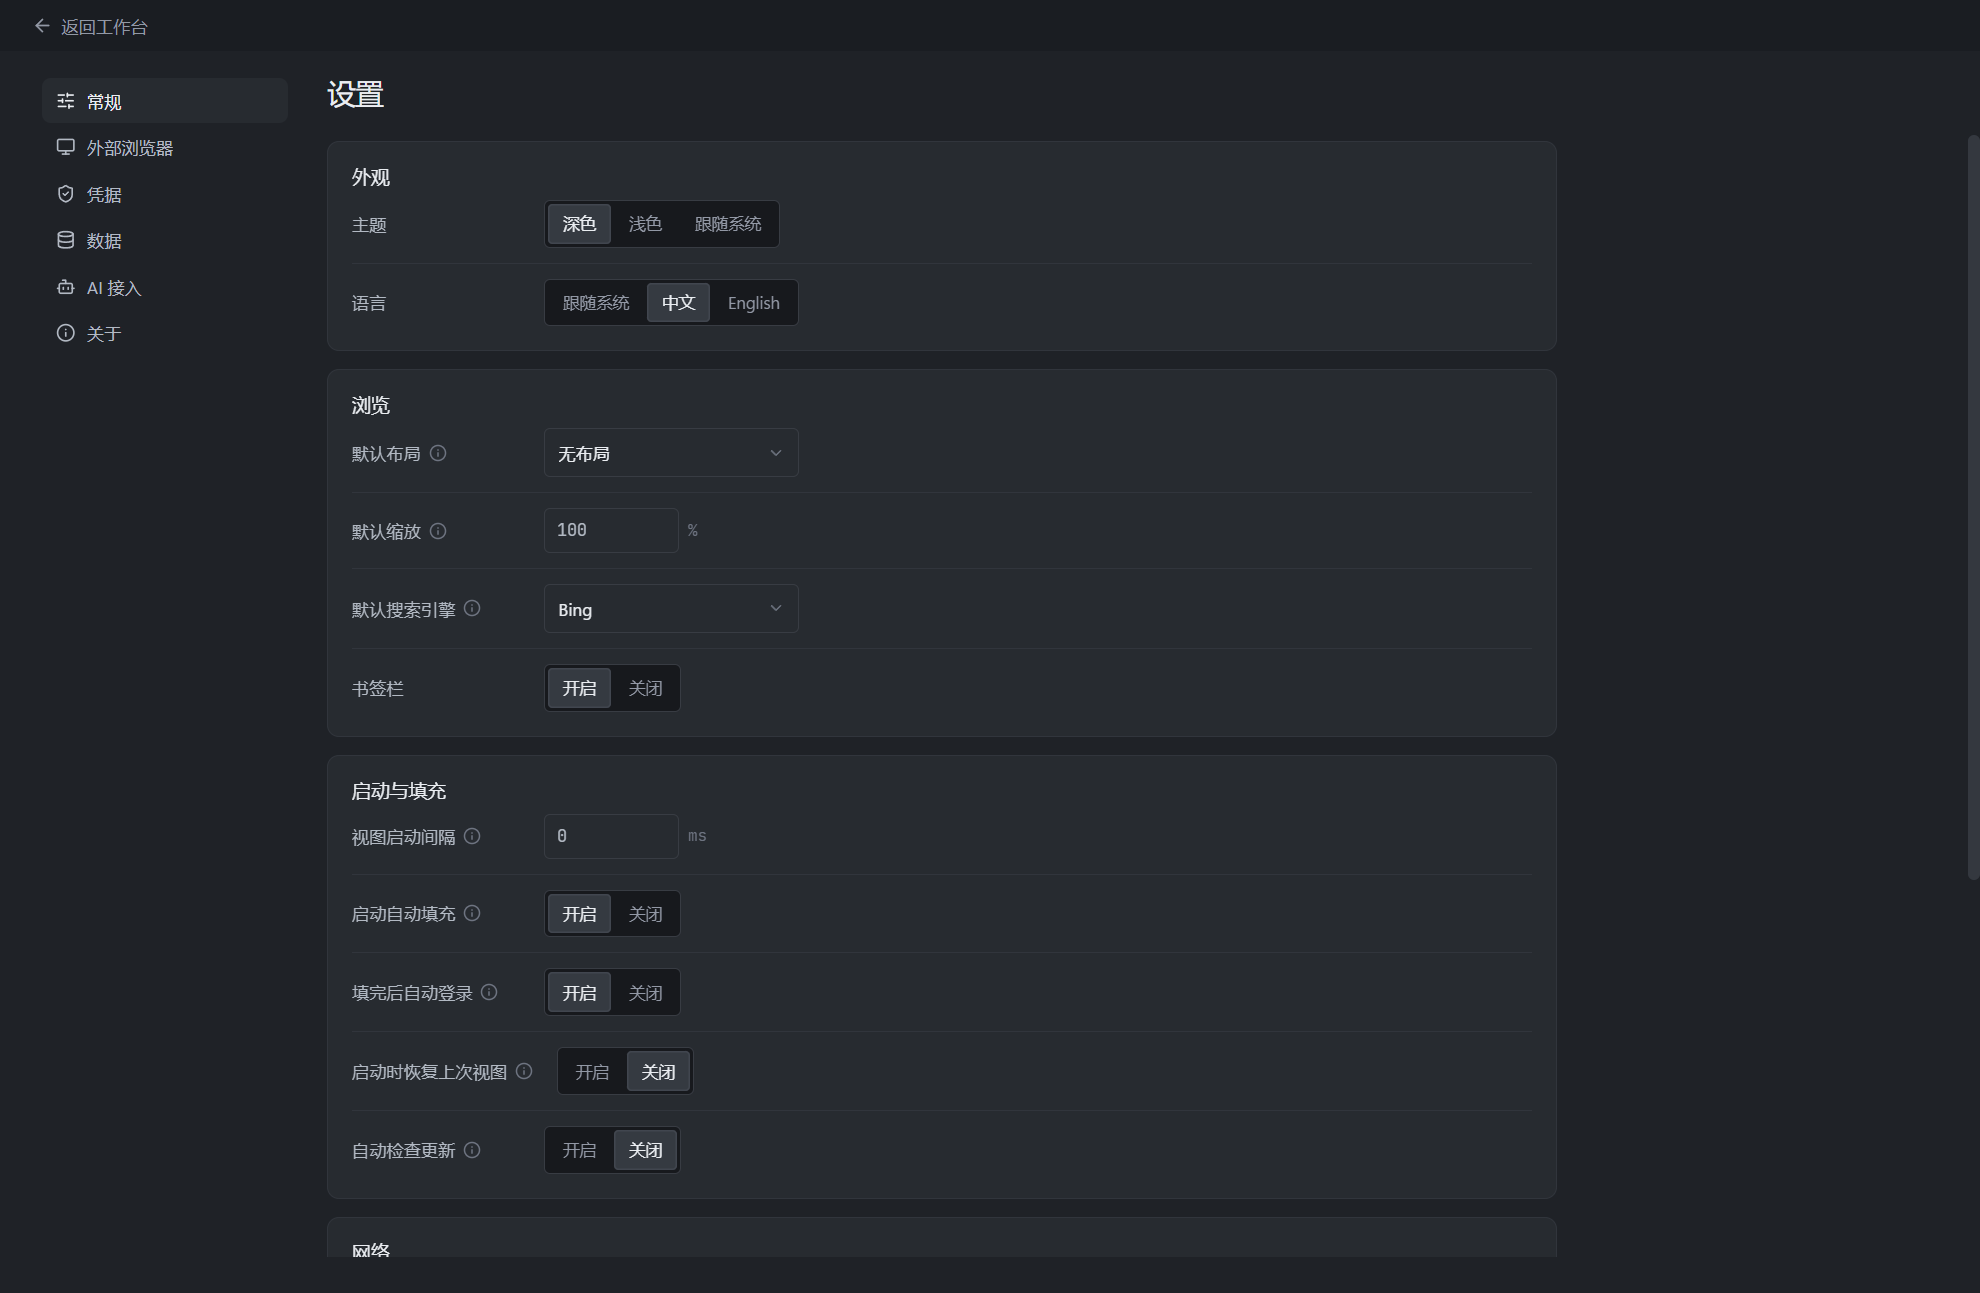 返回工作台
常规
外部浏览器
凭据
数据
AI 接入
关于
设置
外观
主题 深色 浅色 跟随系统
语言 跟随系统 中文 English
浏览
默认布局 无布局
默认缩放 100 %
默认搜索引擎 Bing
书签栏 开启 关闭
启动与填充
视图启动间隔 0 ms
启动自动填充 开启 关闭
填完后自动登录 开启 关闭
启动时恢复上次视图 开启 关闭
自动检查更新 开启 关闭
网络